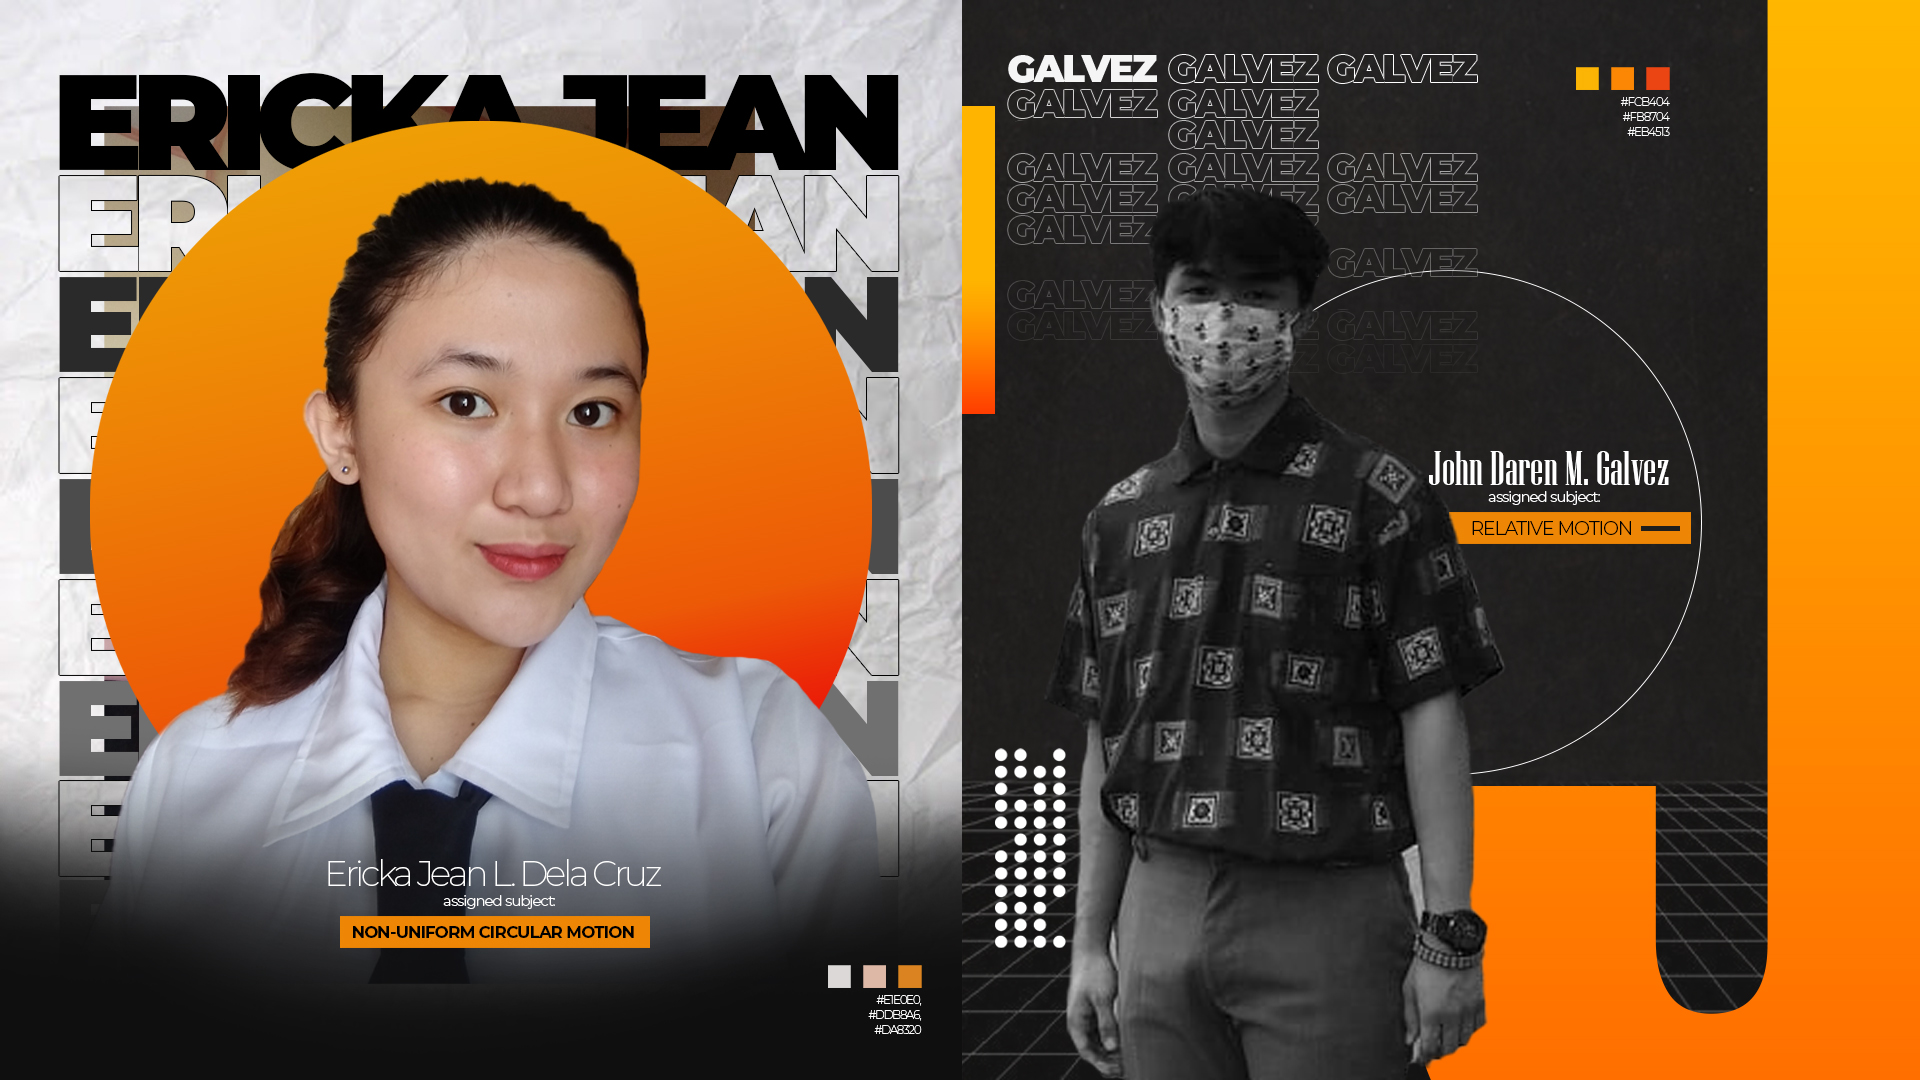 ERICKA JEAN
Ericka Jean L. Dela Cruz
assigned subject:
NON-UNIFORM CIRCULAR MOTION
#E1E0E0,
#DDB8A6,
#DA8320
GALVEZ GALVEZ GALVEZ
GALVEZ GALVEZ
GALVEZ
GALVEZ GALVEZ GALVEZ
GALVEZ GALVEZ GALVEZ
GALVEZ
GALVEZ
GALVEZ
GALVEZ GALVEZ
GALVEZ
#FCB404
#FB8704
#EB4513
John Daren M. Galvez
assigned subject:
RELATIVE MOTION